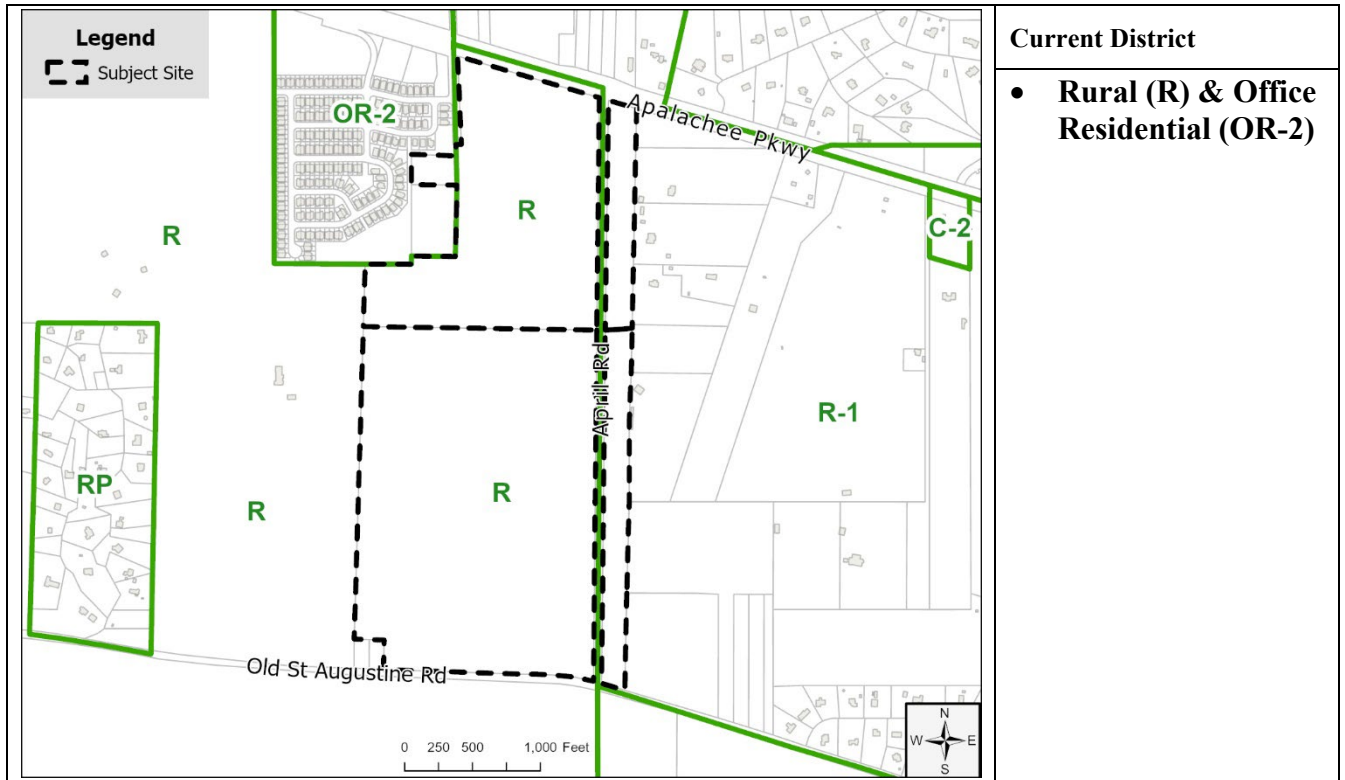 Legend
Subject Site
Current District
• Rural (R) & Office
Residential (OR-2)
OR-2
Apalachee Pkwy
R
R
C-2
April Rd
R-1
RP
R
R
Old St Augustine Rd
0 250 500 1,000 Feet
N
W E
S